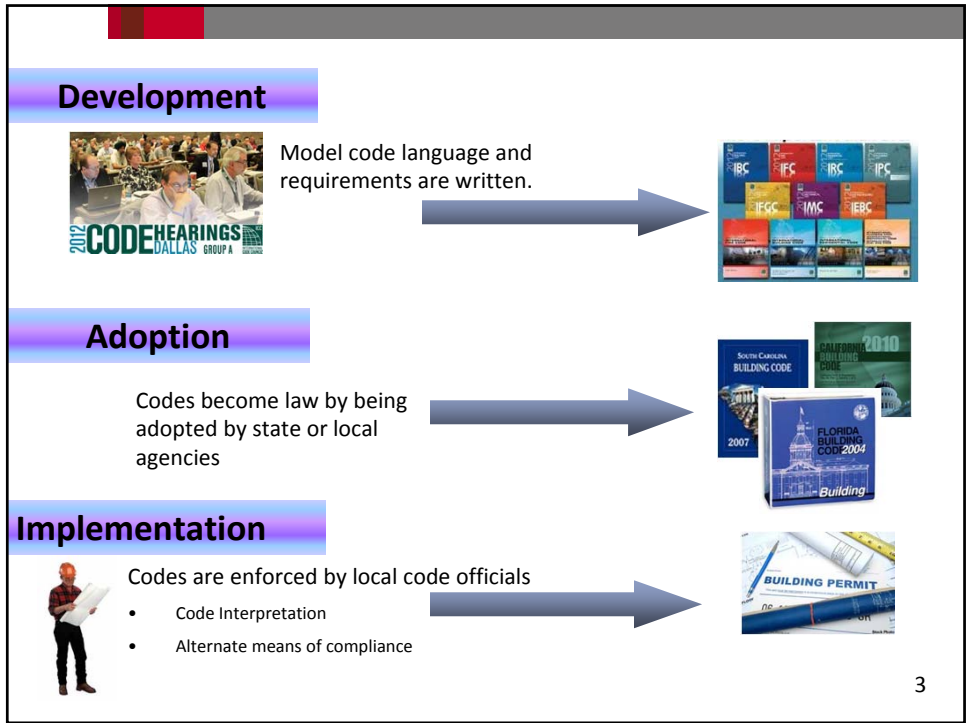 Development
Model code language and
requirements are written.
2012 CODE HEARINGS
DALLAS GROUP A
IBC
IFC
IRC
IPC
IFGC
IMC
IEBC
Adoption
Codes become law by being
adopted by state or local
agencies
SOUTH CAROLINA
BUILDING CODE
2007
CALIFORNIA 2010
BUILDING
CODE
FLORIDA
BUILDING
CODE 2004
Building
Implementation
Codes are enforced by local code officials
• Code Interpretation
• Alternate means of compliance
BUILDING PERMIT
Stock Photo
3